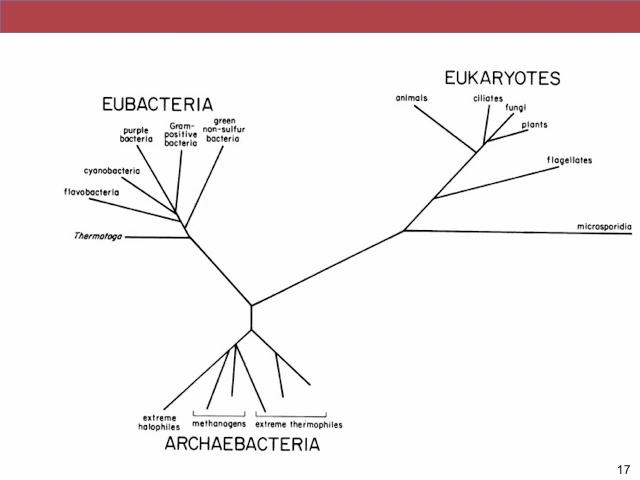 EUBACTERIA
purple
bacteria
Gram-
positive
bacteria
green
non-sulfur
bacteria
cyanobacteria
flavobacteria
Thermotoga
EUKARYOTES
animals
ciliates
fungi
plants
flagellates
microsporidia
extreme
halophiles
methanogens
extreme thermophiles
ARCHAEBACTERIA
17